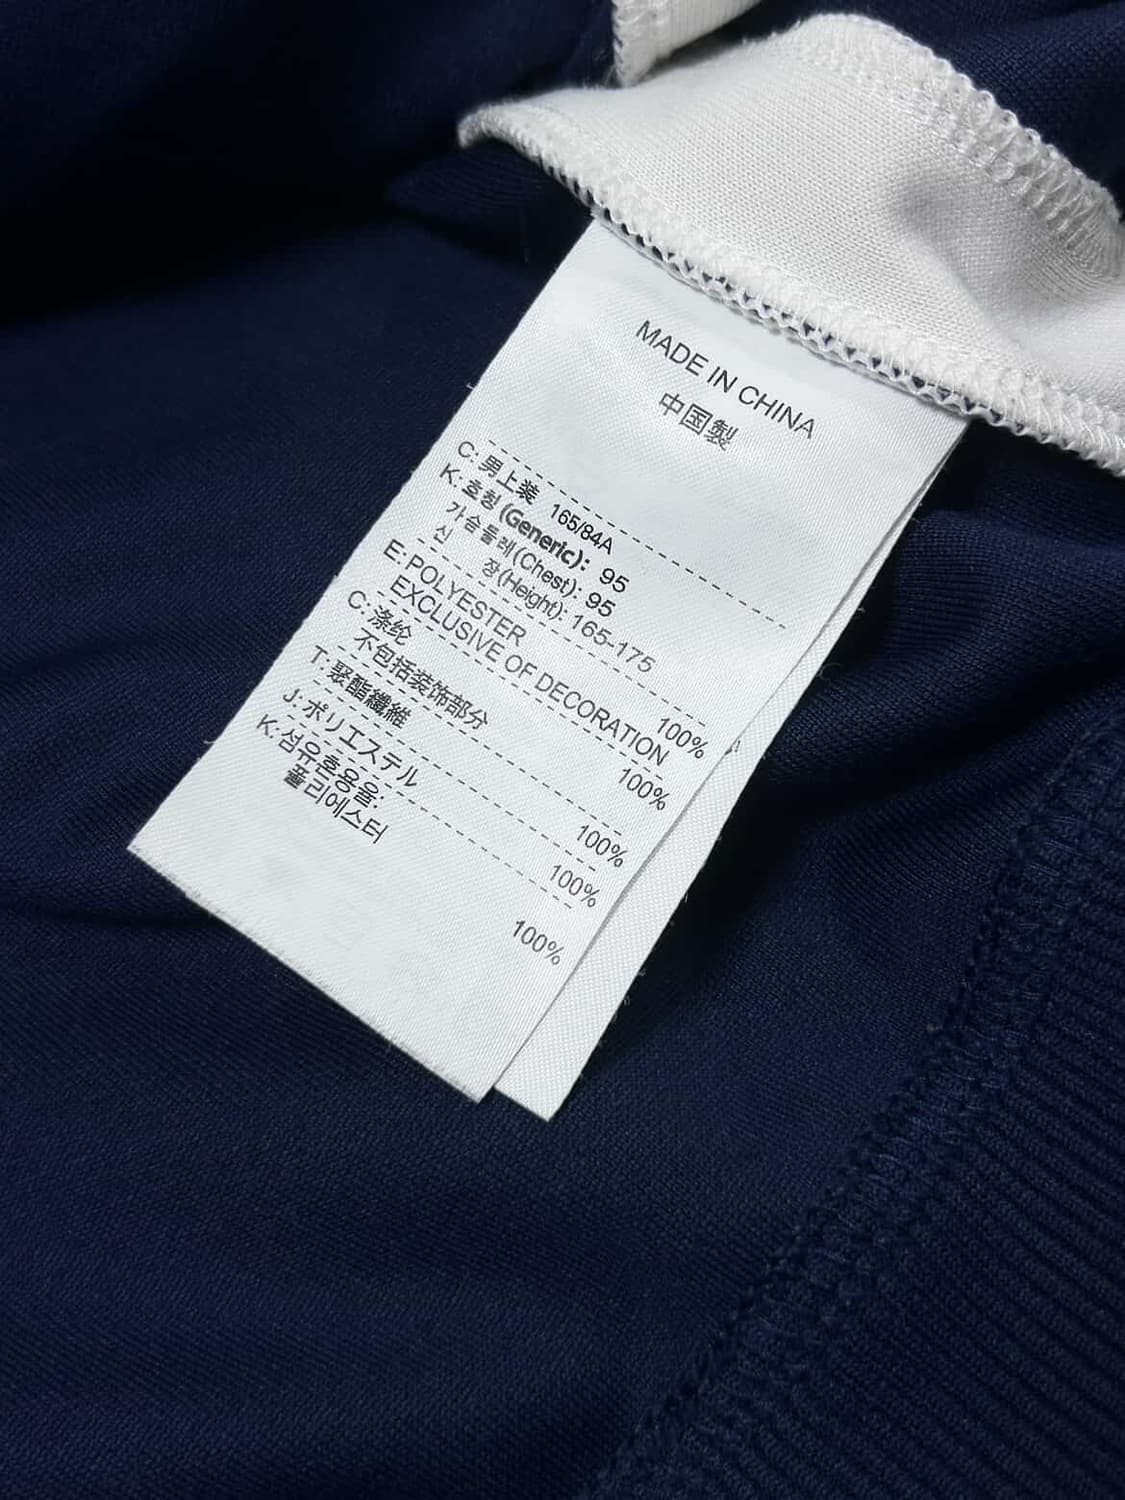 MADE IN CHINA
中国製
C: 男上装 165/84A
K: 호칭(Generic): 95
가슴둘레(Chest): 95
신 장(Height): 165-175
E: POLYESTER 100%
EXCLUSIVE OF DECORATION
C: 涤纶 100%
不包括装饰部分
T: 聚酯纖維 100%
J: ポリエステル 100%
K: 섬유혼용율:
폴리에스터 100%